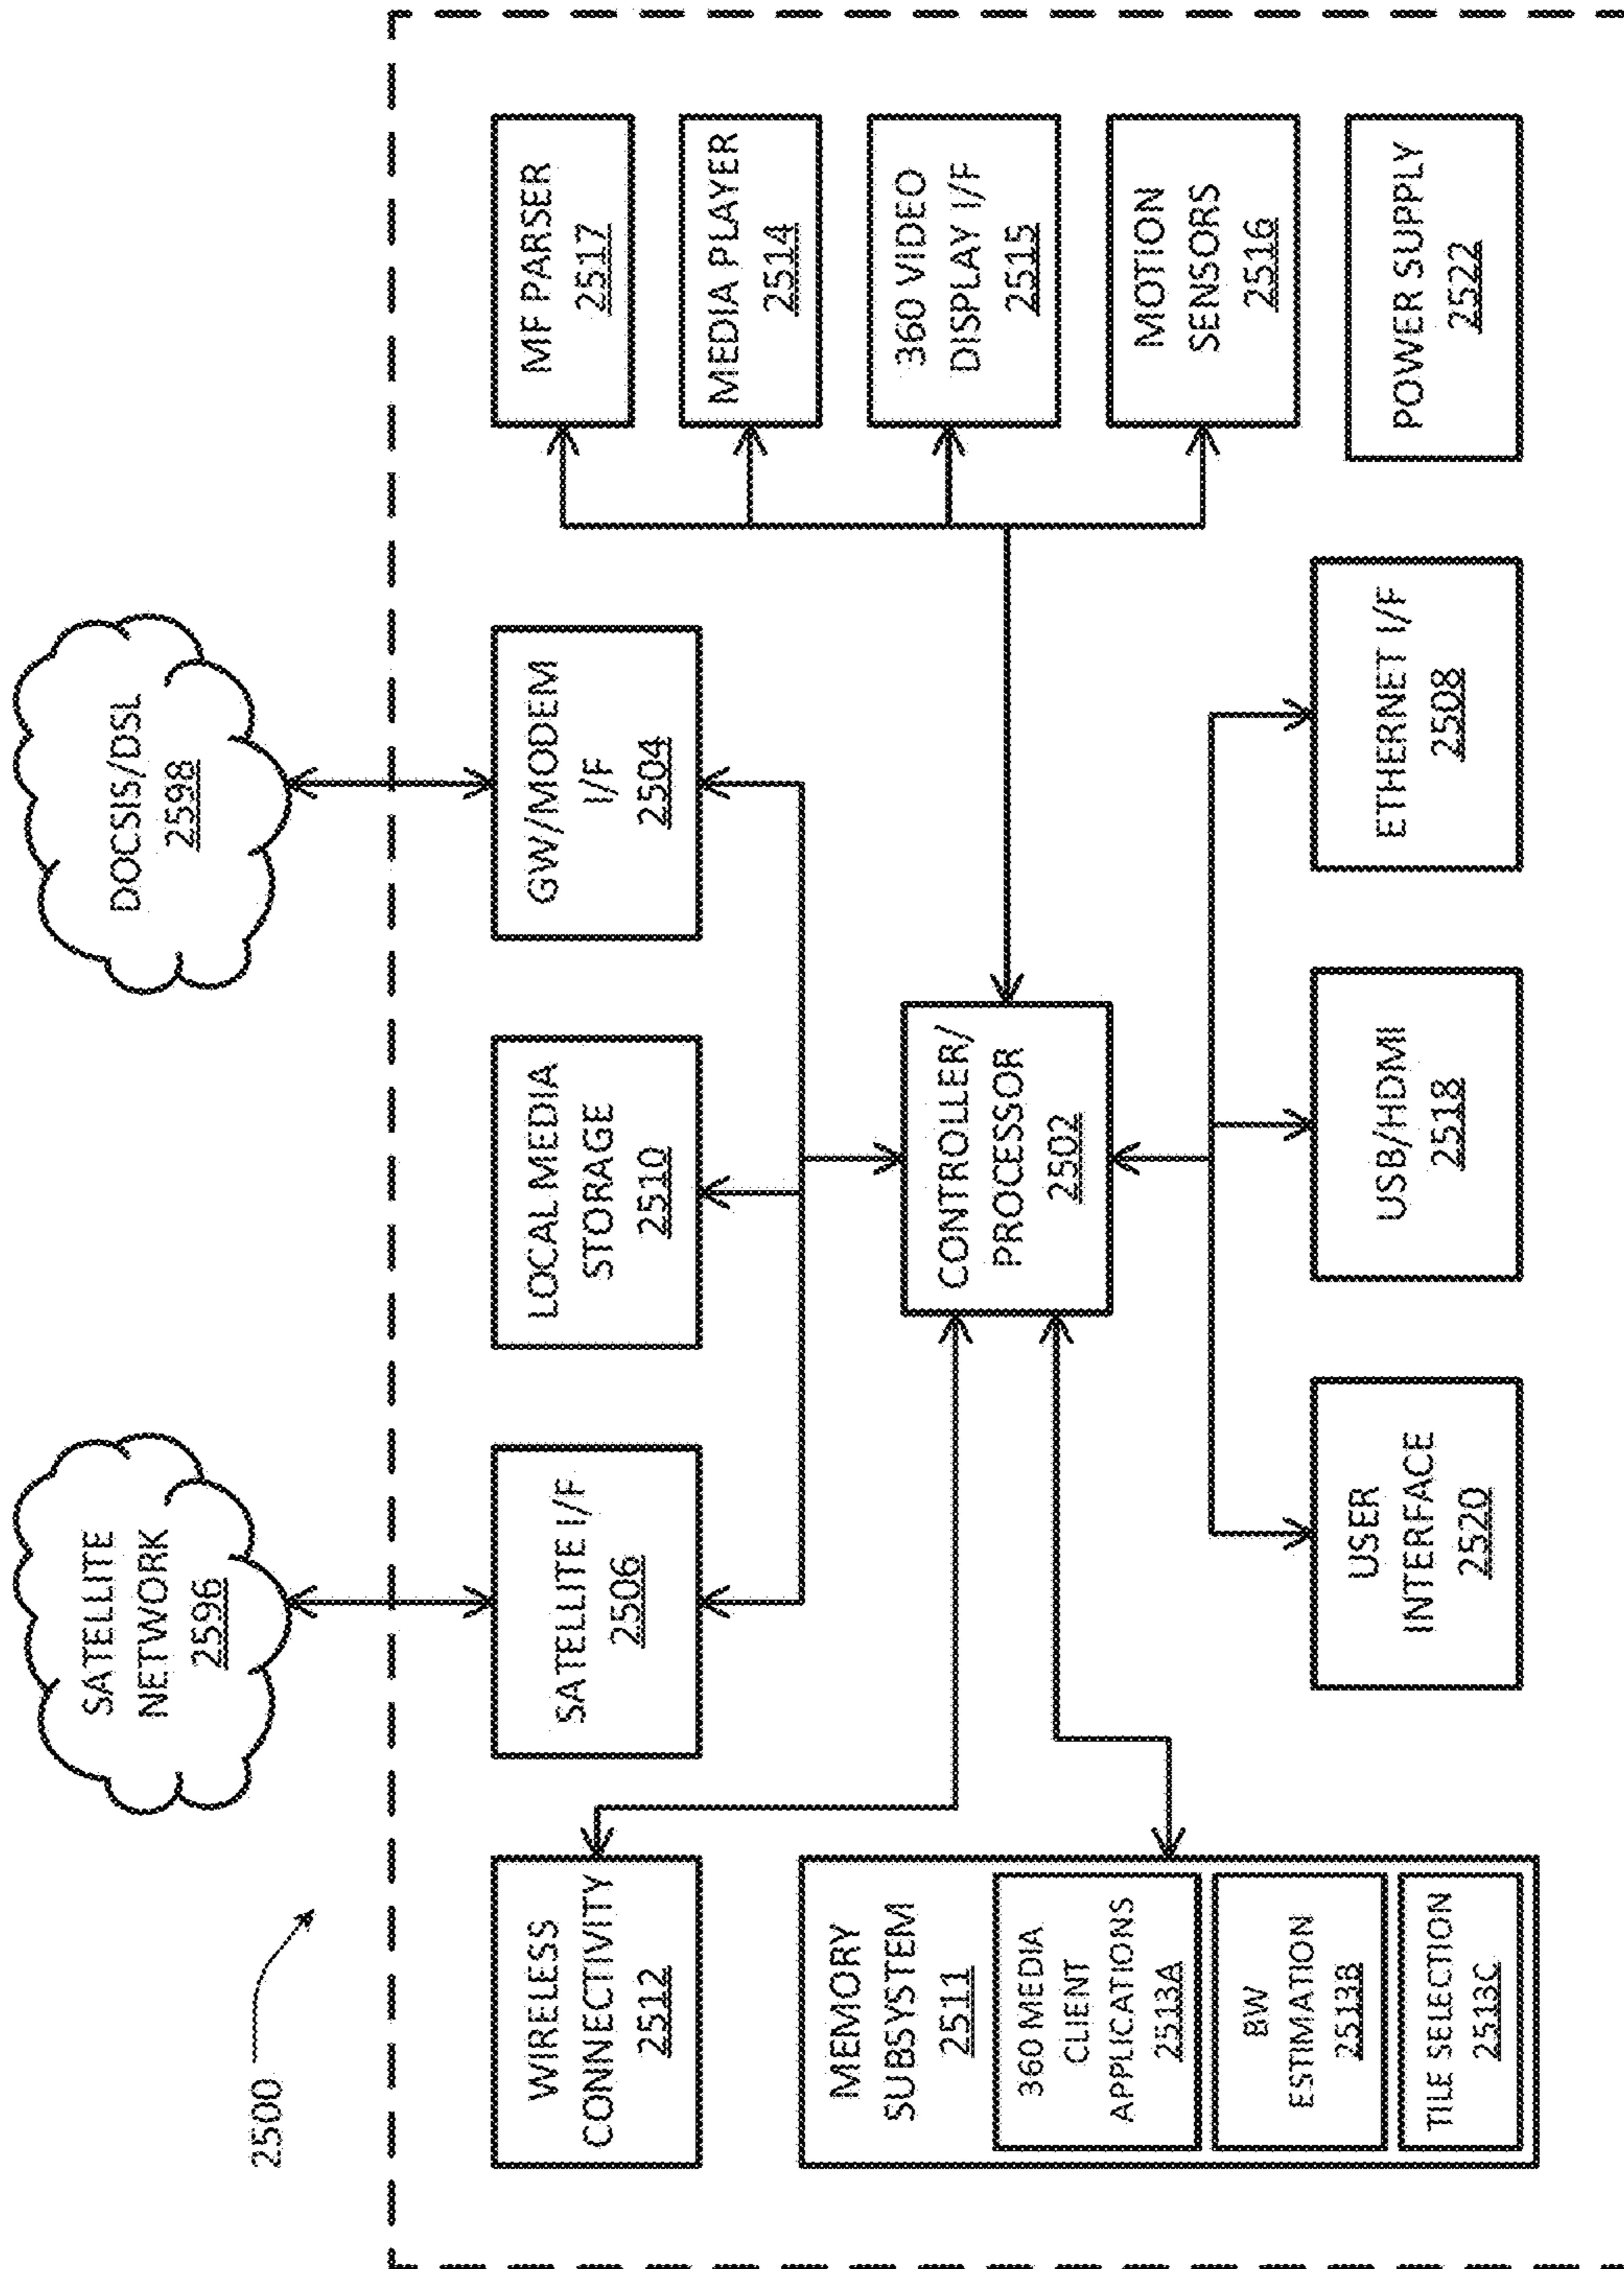 2500
SATELLITE
NETWORK
2596
DOCSIS/DSL
2598
WIRELESS
CONNECTIVITY
2512
SATELLITE I/F
2506
LOCAL MEDIA
STORAGE
2510
GW/MODEM
I/F
2504
MF PARSER
2517
MEDIA PLAYER
2514
360 VIDEO
DISPLAY I/F
2515
MOTION
SENSORS
2516
POWER SUPPLY
2522
MEMORY
SUBSYSTEM
2511
360 MEDIA
CLIENT
APPLICATIONS
2513A
BW
ESTIMATION
2513B
TILE SELECTION
2513C
CONTROLLER/
PROCESSOR
2502
USER
INTERFACE
2520
USB/HDMI
2518
ETHERNET I/F
2508